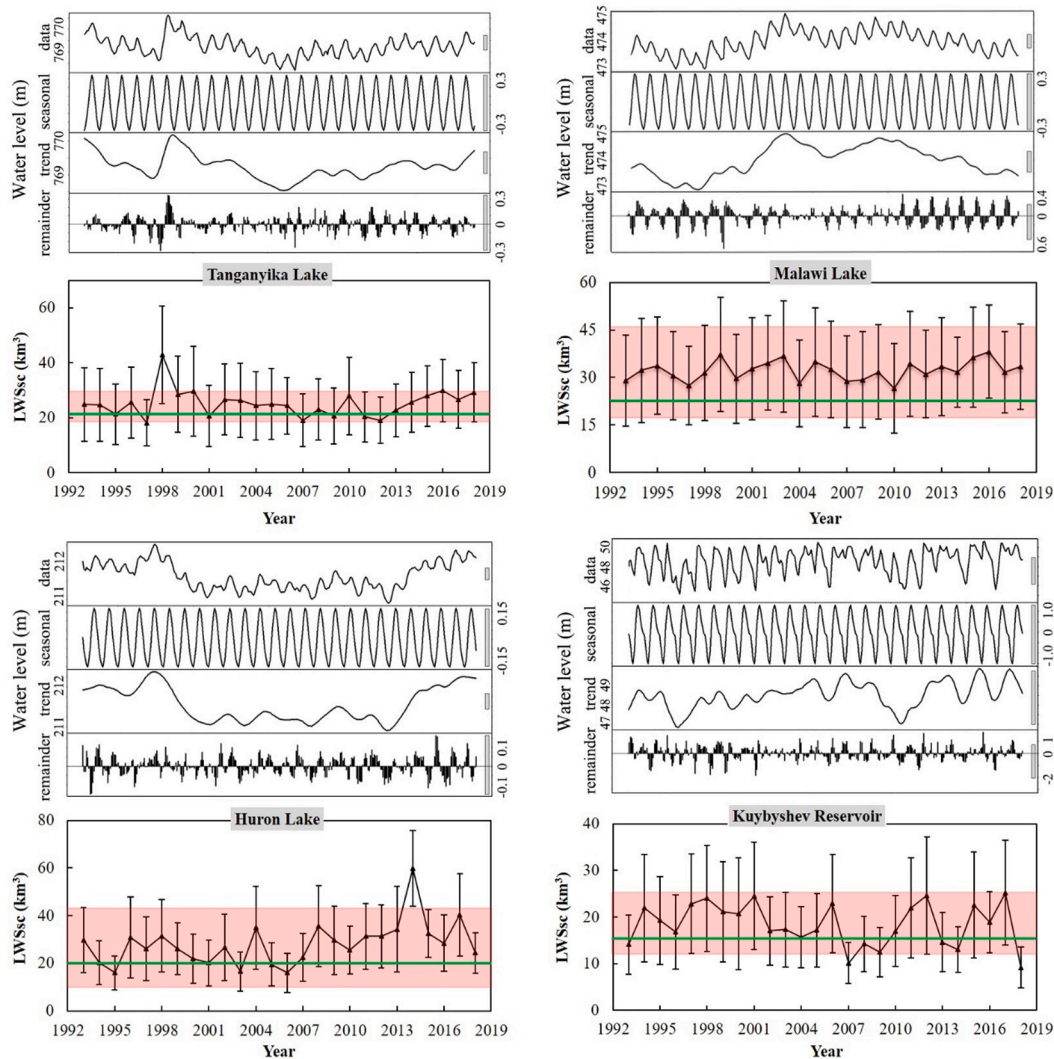 Water level (m)
data
769 770
seasonal
-0.3 0.3
trend
769 770
remainder
-0.3 0 0.3
Tanganyika Lake
LWSsc (km³)
60
40
20
0
1992 1995 1998 2001 2004 2007 2010 2013 2016 2019
Year
Water level (m)
data
473 474 475
seasonal
-0.3 0.3
trend
473 474 475
remainder
0.6 0 0.4
Malawi Lake
LWSsc (km³)
60
45
30
15
0
1992 1995 1998 2001 2004 2007 2010 2013 2016 2019
Year
Water level (m)
data
211 212
seasonal
-0.15 0.15
trend
211 212
remainder
-0.1 0 0.1
Huron Lake
LWSsc (km³)
80
60
40
20
0
1992 1995 1998 2001 2004 2007 2010 2013 2016 2019
Year
Water level (m)
data
46 48 50
seasonal
-1.0 0 1.0
trend
47 48 49
remainder
-2 0 1
Kuybyshev Reservoir
LWSsc (km³)
40
30
20
10
0
1992 1995 1998 2001 2004 2007 2010 2013 2016 2019
Year